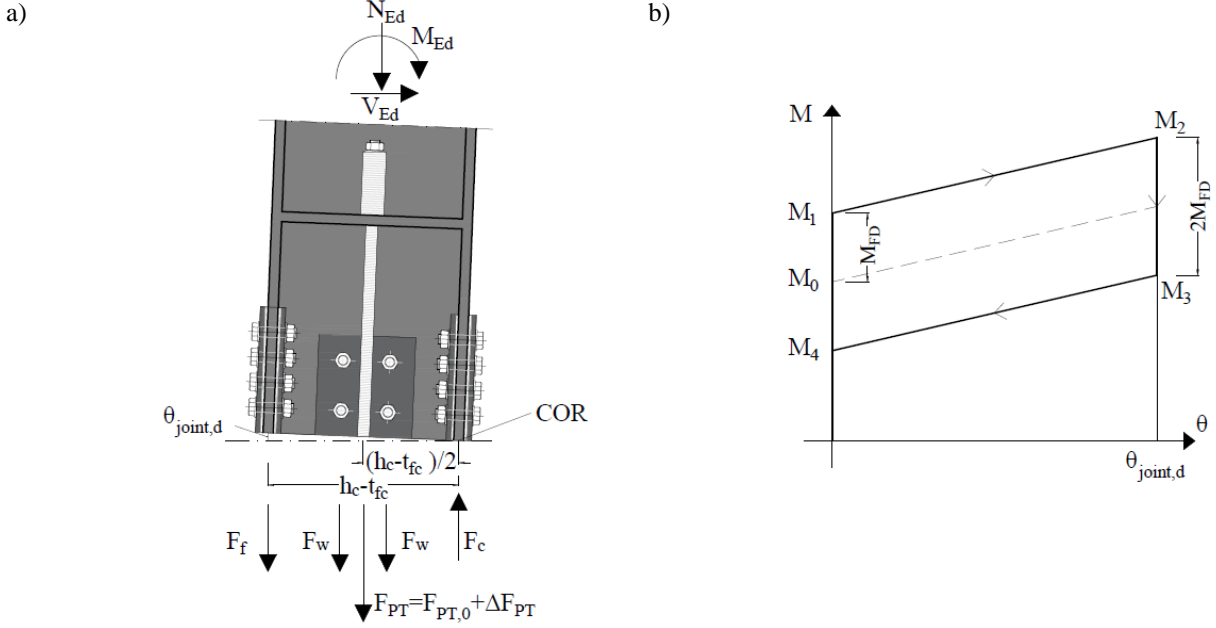 a)
N_Ed
M_Ed
V_Ed
θ_joint,d
COR
(h_c-t_fc)/2
h_c-t_fc
F_f
F_w
F_w
F_c
F_PT=F_PT,0+ΔF_PT
b)
M
M_2
M_1
M_FD
2M_FD
M_0
M_3
M_4
θ
θ_joint,d